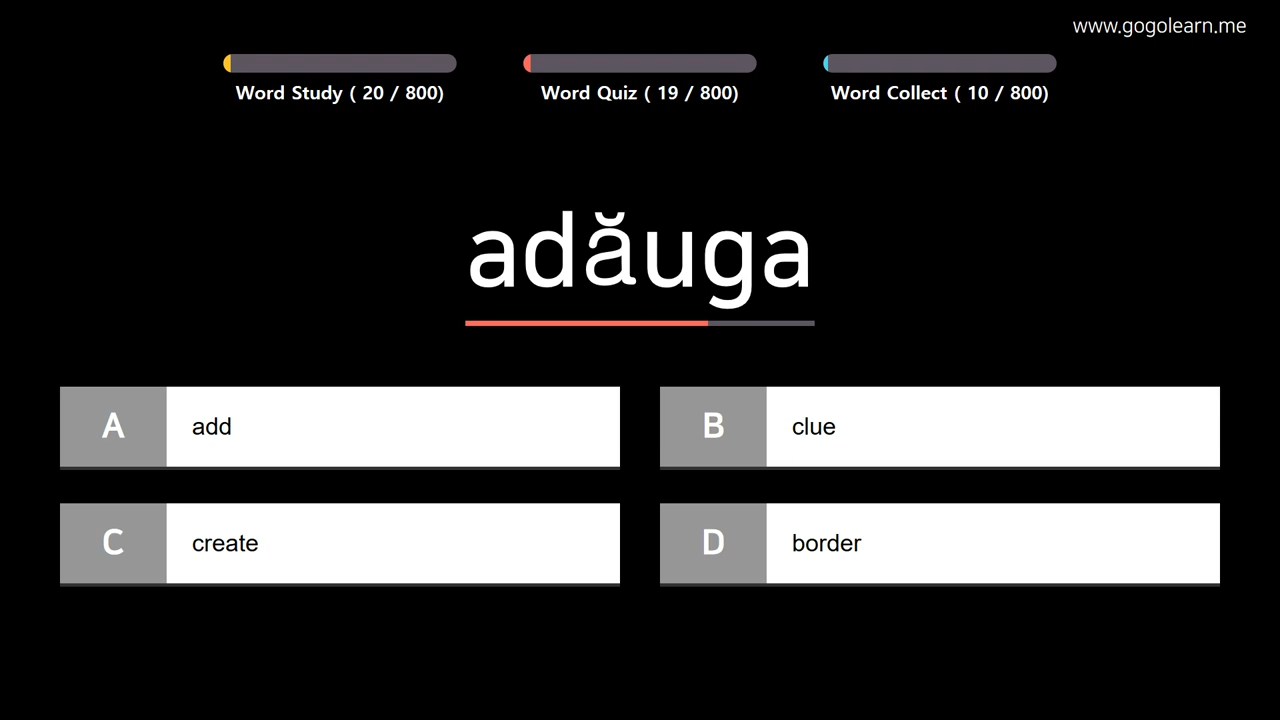 www.gogolearn.me
Word Study ( 20 / 800)
Word Quiz ( 19 / 800)
Word Collect ( 10 / 800)
adăuga
A add
B clue
C create
D border